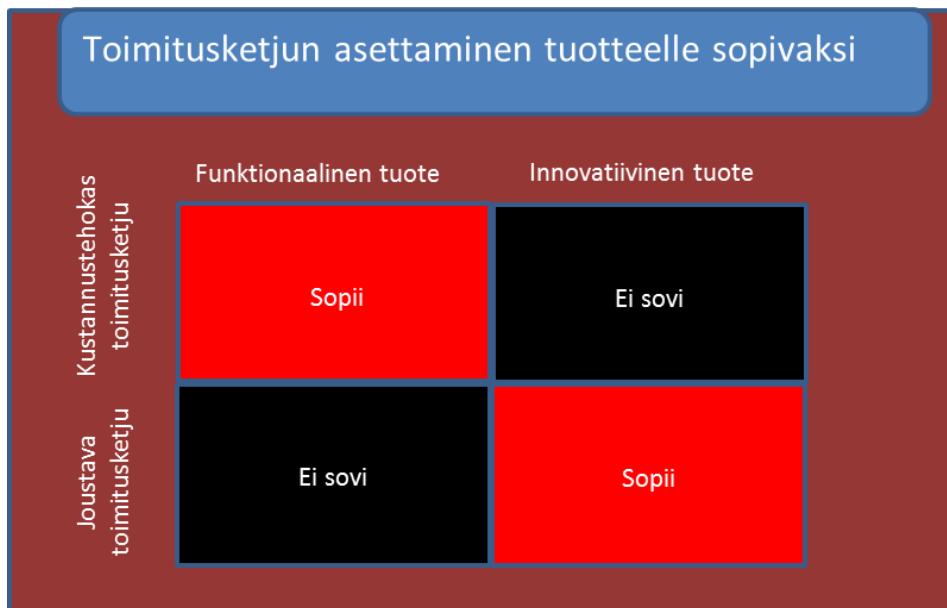 Toimitusketjun asettaminen tuotteelle sopivaksi
Funktionaalinen tuote
Innovatiivinen tuote
Kustannustehokas
toimitusketju
Sopii
Ei sovi
Joustava
toimitusketju
Ei sovi
Sopii